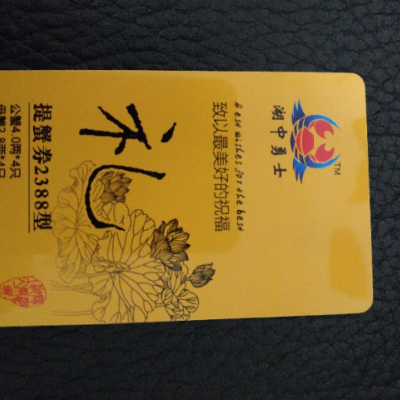 湖中勇士
TM
Best wishes for the best
致以最美好的祝福
礼
提蟹券2388型
公蟹4.0两*4只